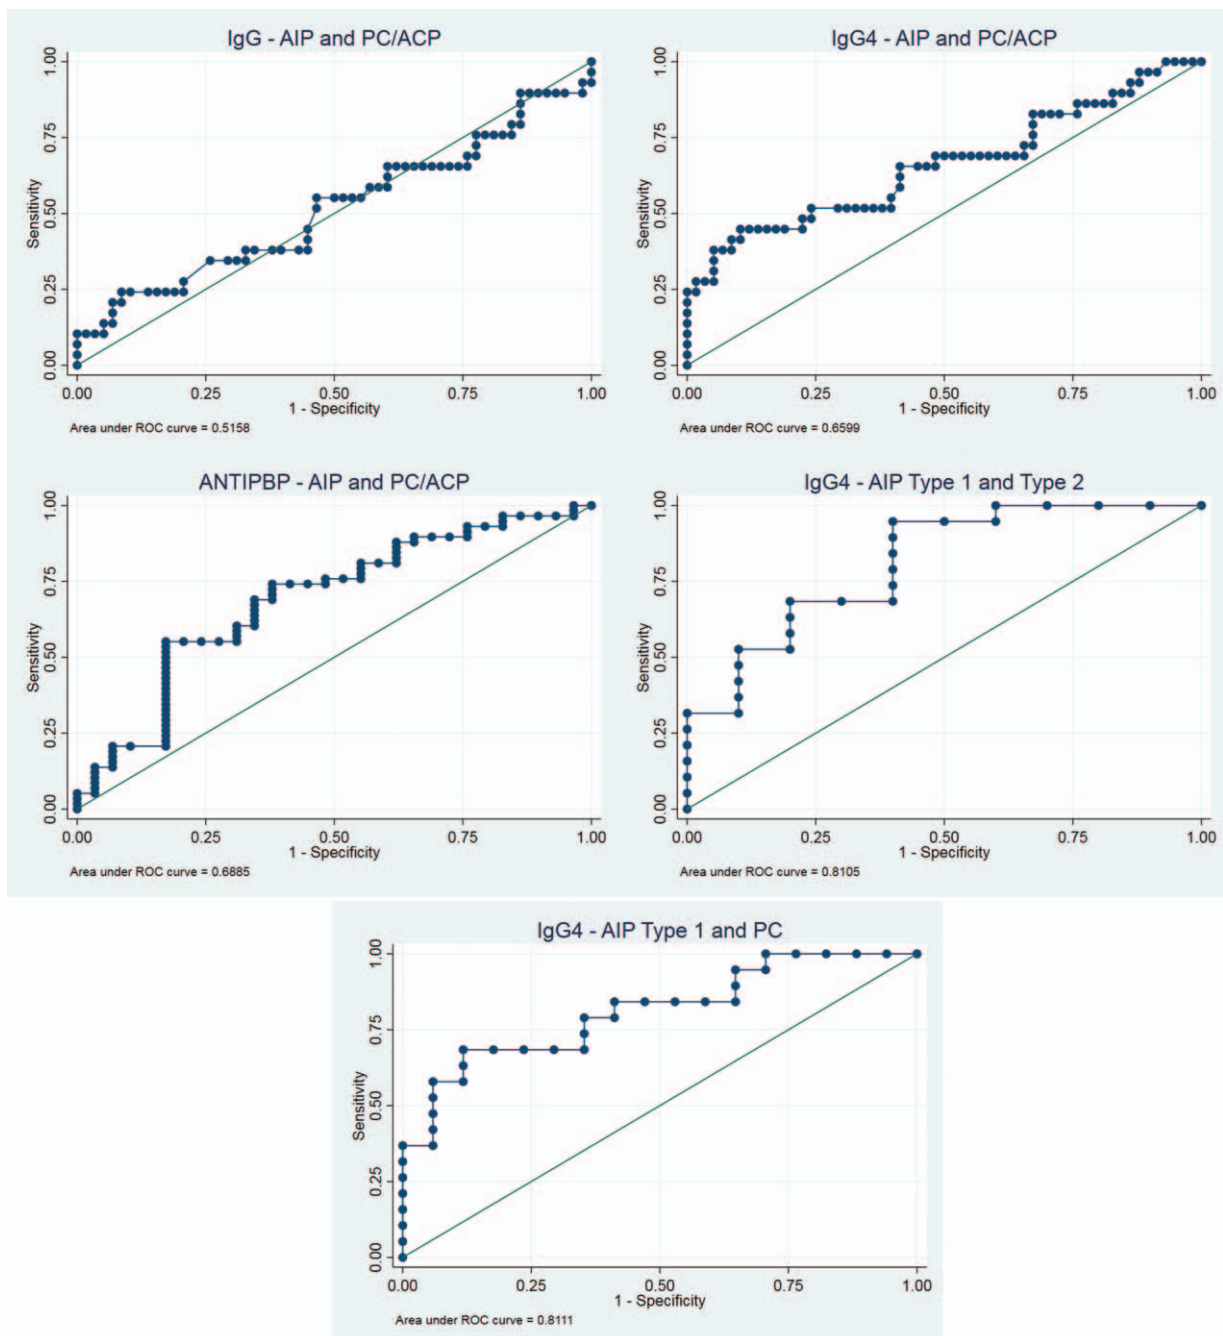 IgG - AIP and PC/ACP
Sensitivity
1.00
0.75
0.50
0.25
0.00
0.00 0.25 0.50 0.75 1.00
1 - Specificity
Area under ROC curve = 0.5158
IgG4 - AIP and PC/ACP
Sensitivity
1.00
0.75
0.50
0.25
0.00
0.00 0.25 0.50 0.75 1.00
1 - Specificity
Area under ROC curve = 0.6599
ANTIPBP - AIP and PC/ACP
Sensitivity
1.00
0.75
0.50
0.25
0.00
0.00 0.25 0.50 0.75 1.00
1 - Specificity
Area under ROC curve = 0.6885
IgG4 - AIP Type 1 and Type 2
Sensitivity
1.00
0.75
0.50
0.25
0.00
0.00 0.25 0.50 0.75 1.00
1 - Specificity
Area under ROC curve = 0.8105
IgG4 - AIP Type 1 and PC
Sensitivity
1.00
0.75
0.50
0.25
0.00
0.00 0.25 0.50 0.75 1.00
1 - Specificity
Area under ROC curve = 0.8111